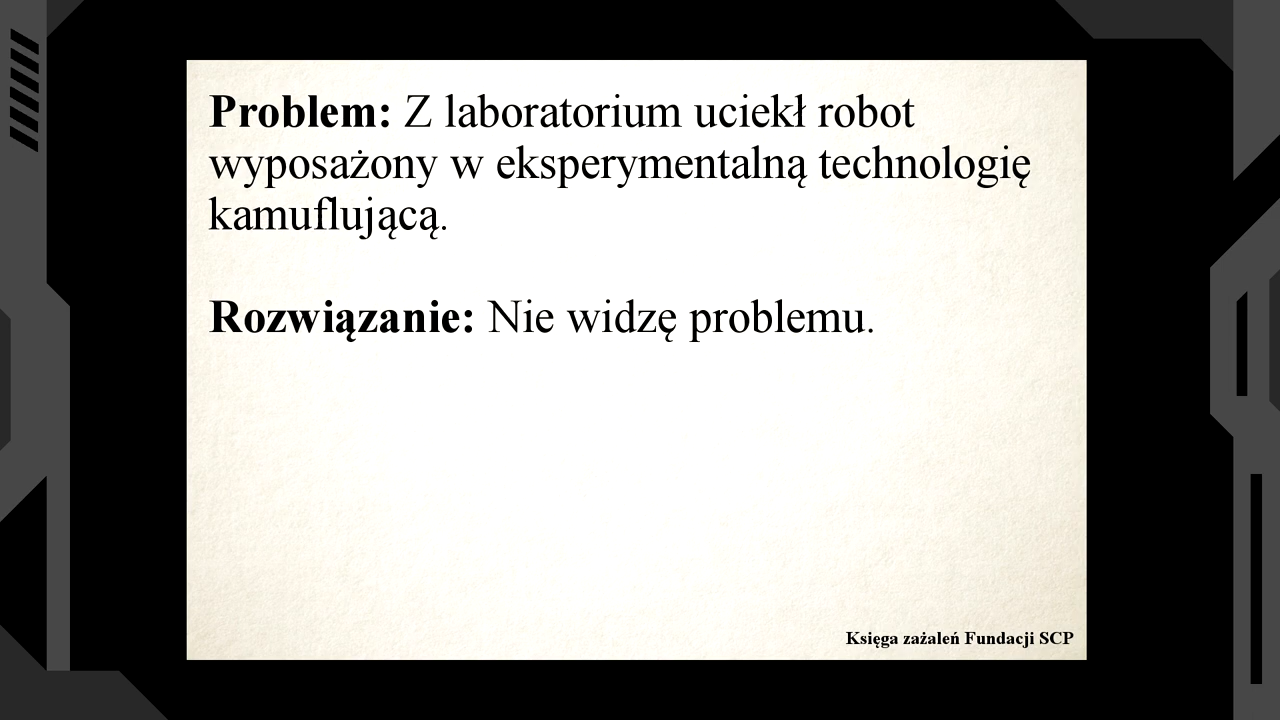 Problem: Z laboratorium uciekł robot
wyposażony w eksperymentalną technologię
kamuflującą.
Rozwiązanie: Nie widzę problemu.
Księga zażaleń Fundacji SCP